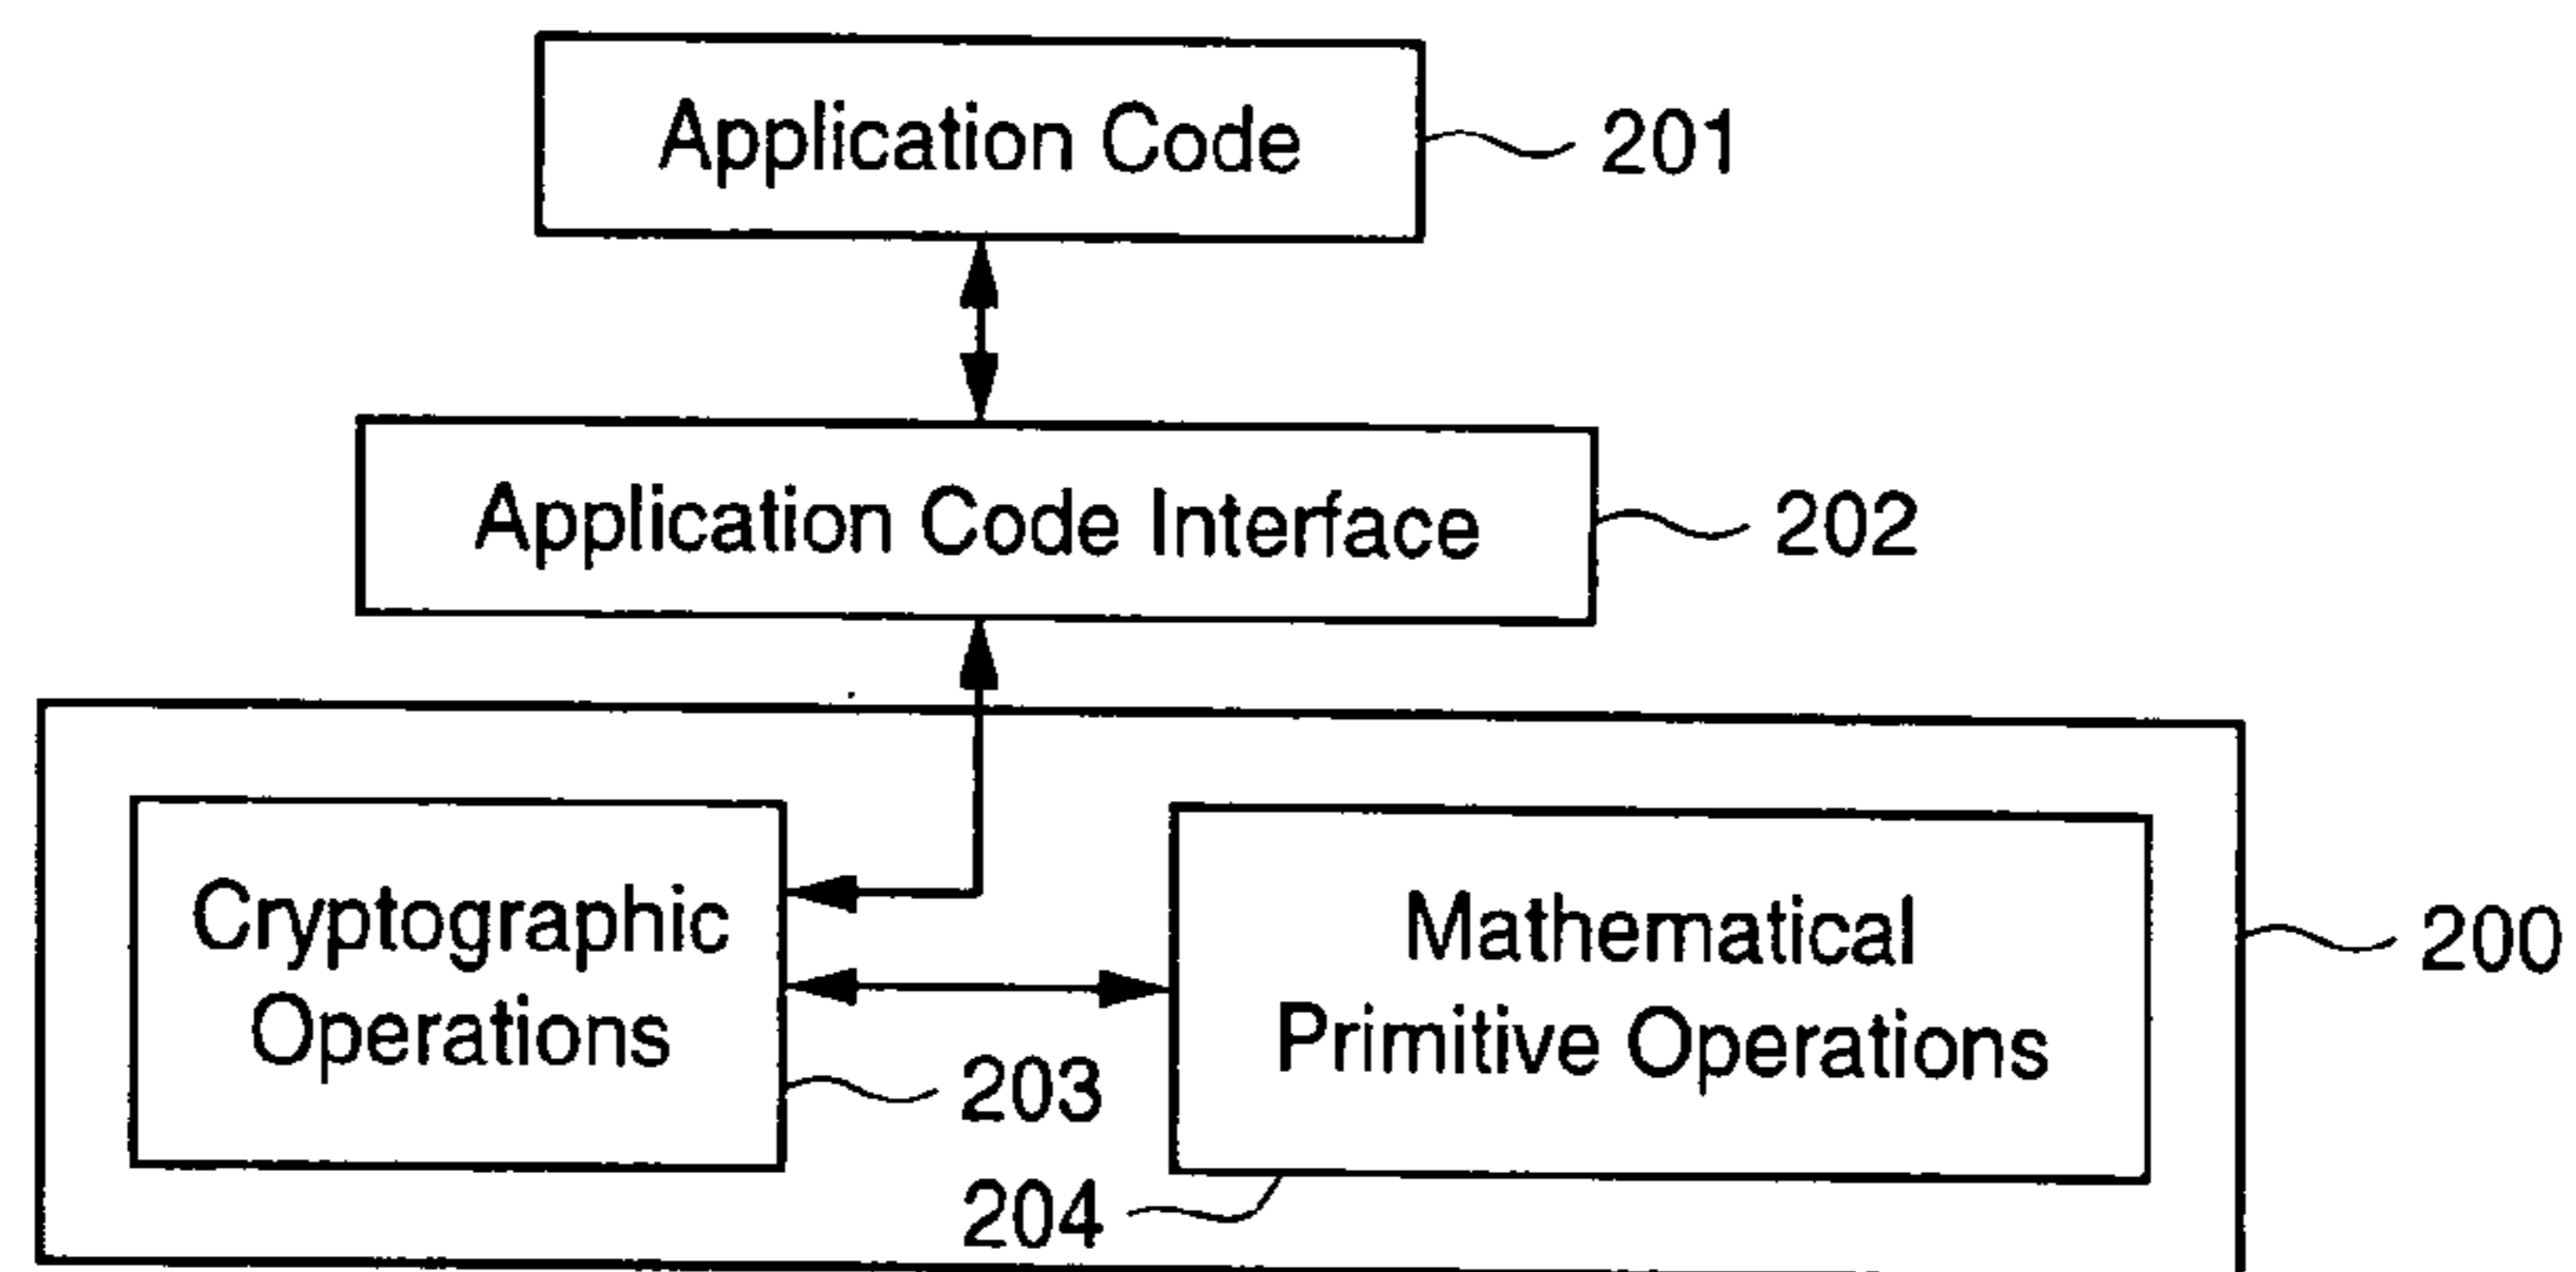 Application Code
201
Application Code Interface
202
Cryptographic
Operations
203
Mathematical
Primitive Operations
204
200